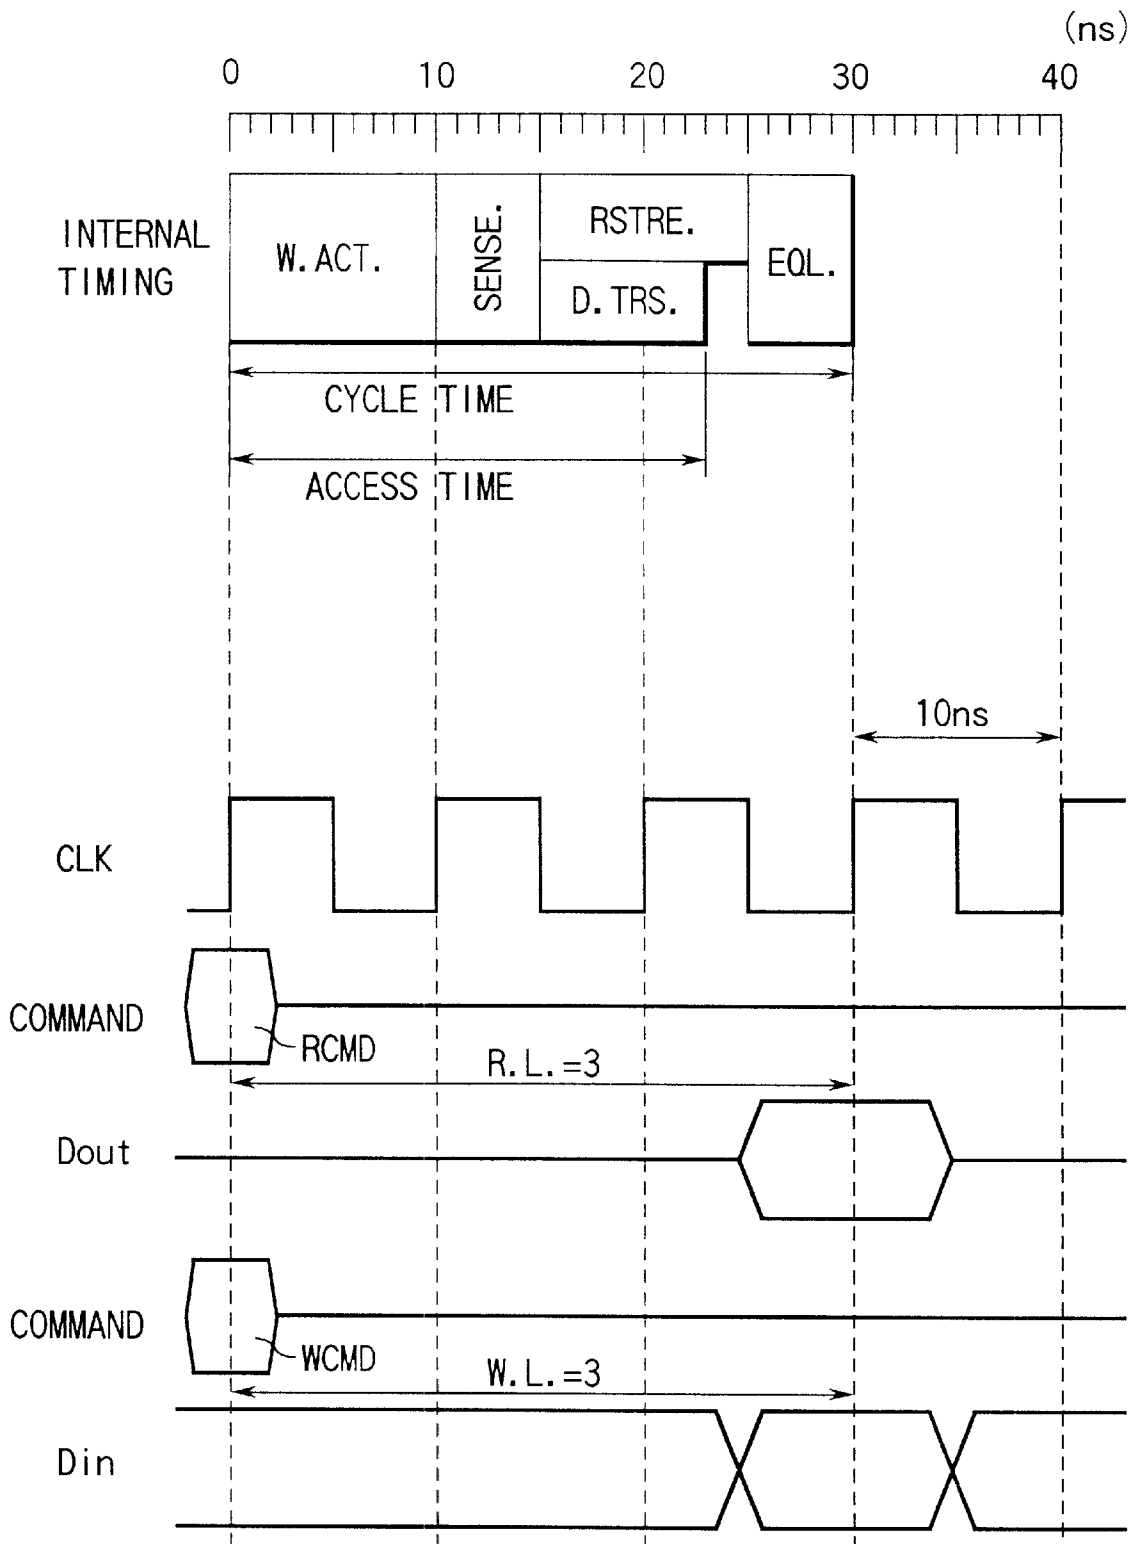 (ns)
0 10 20 30 40
INTERNAL
TIMING
W.ACT.
SENSE.
RSTRE.
D.TRS.
EQL.
CYCLE TIME
ACCESS TIME
10ns
CLK
COMMAND
RCMD
R.L.=3
Dout
COMMAND
WCMD
W.L.=3
Din